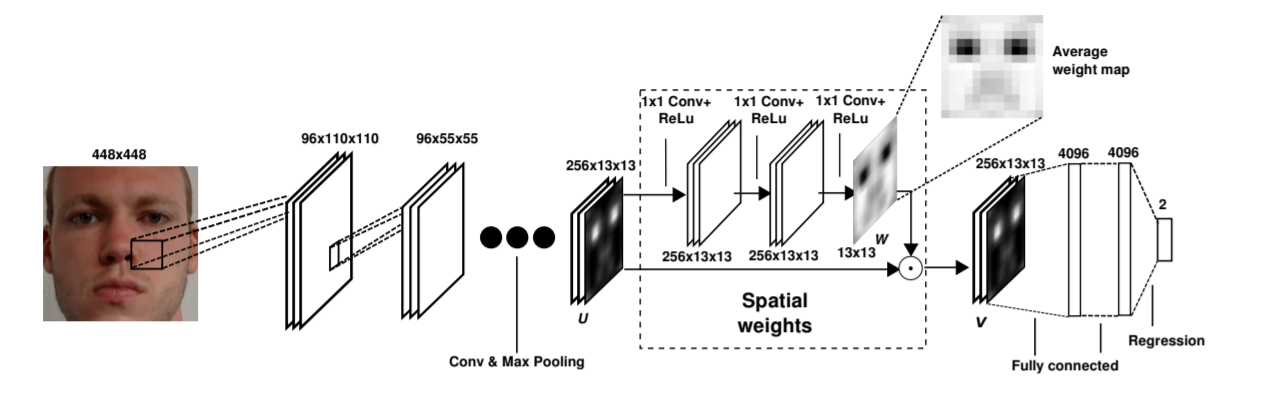 448x448
96x110x110
96x55x55
Conv & Max Pooling
256x13x13
U
1x1 Conv+
ReLu
1x1 Conv+
ReLu
1x1 Conv+
ReLu
256x13x13
256x13x13
13x13
W
Spatial
weights
Average
weight map
256x13x13
V
4096
4096
2
Fully connected
Regression